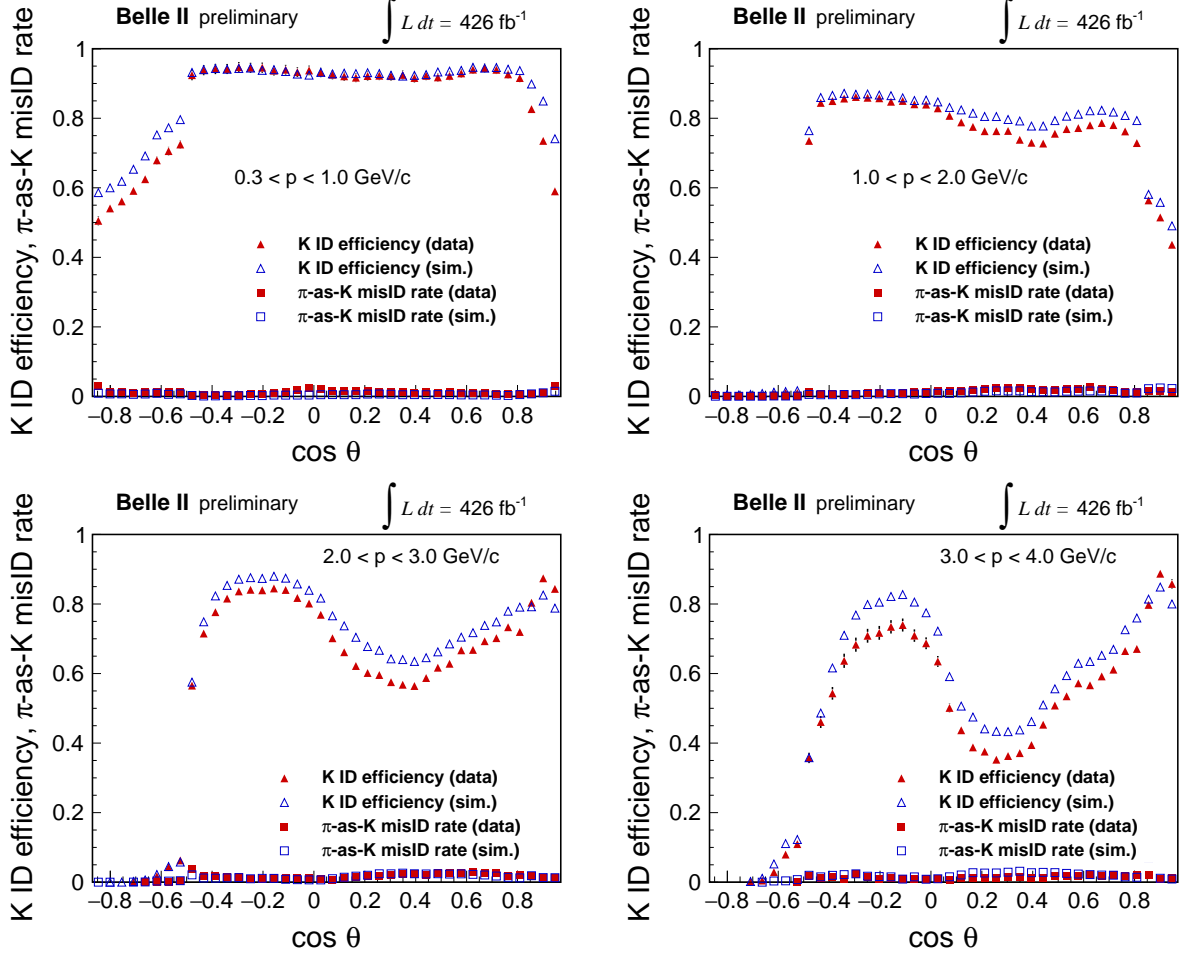 Belle II preliminary ∫ L dt = 426 fb⁻¹
K ID efficiency, π-as-K misID rate
1
0.8
0.6
0.4
0.2
0
0.3 < p < 1.0 GeV/c
K ID efficiency (data)
K ID efficiency (sim.)
π-as-K misID rate (data)
π-as-K misID rate (sim.)
−0.8 −0.6 −0.4 −0.2 0 0.2 0.4 0.6 0.8
cos θ
Belle II preliminary ∫ L dt = 426 fb⁻¹
K ID efficiency, π-as-K misID rate
1
0.8
0.6
0.4
0.2
0
1.0 < p < 2.0 GeV/c
K ID efficiency (data)
K ID efficiency (sim.)
π-as-K misID rate (data)
π-as-K misID rate (sim.)
−0.8 −0.6 −0.4 −0.2 0 0.2 0.4 0.6 0.8
cos θ
Belle II preliminary ∫ L dt = 426 fb⁻¹
K ID efficiency, π-as-K misID rate
1
0.8
0.6
0.4
0.2
0
2.0 < p < 3.0 GeV/c
K ID efficiency (data)
K ID efficiency (sim.)
π-as-K misID rate (data)
π-as-K misID rate (sim.)
−0.8 −0.6 −0.4 −0.2 0 0.2 0.4 0.6 0.8
cos θ
Belle II preliminary ∫ L dt = 426 fb⁻¹
K ID efficiency, π-as-K misID rate
1
0.8
0.6
0.4
0.2
0
3.0 < p < 4.0 GeV/c
K ID efficiency (data)
K ID efficiency (sim.)
π-as-K misID rate (data)
π-as-K misID rate (sim.)
−0.8 −0.6 −0.4 −0.2 0 0.2 0.4 0.6 0.8
cos θ